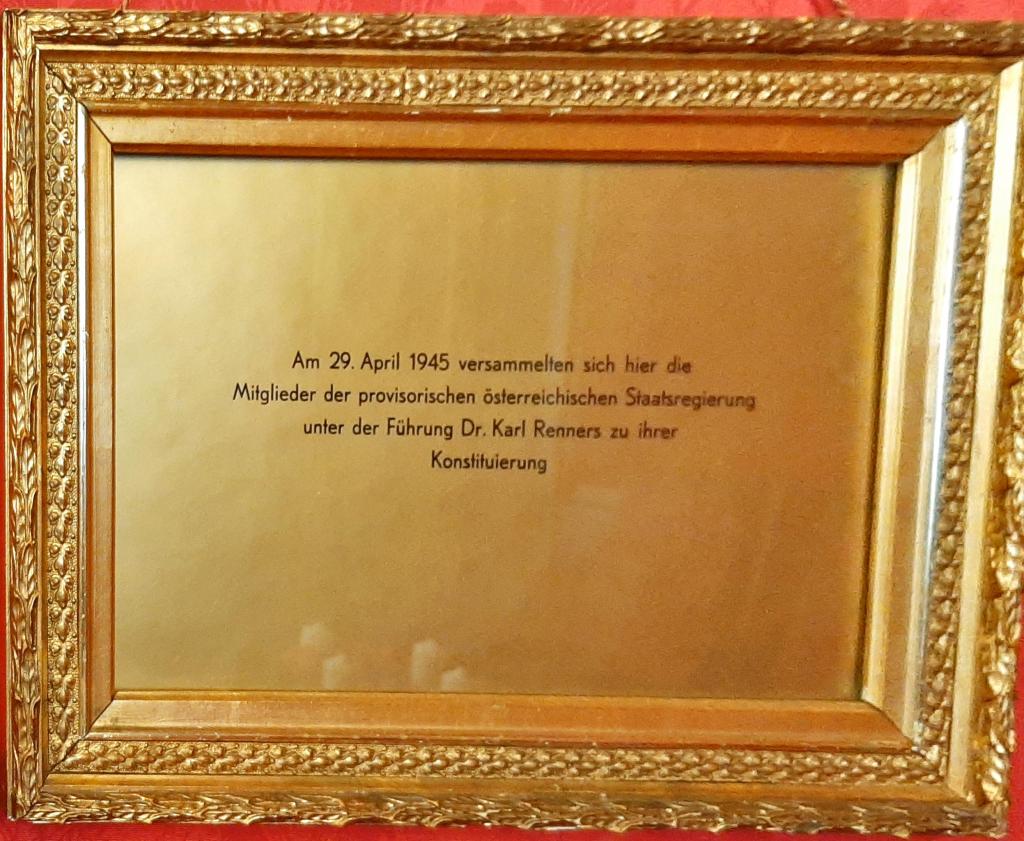 Am 29. April 1945 versammelten sich hier die
Mitglieder der provisorischen österreichischen Staatsregierung
unter der Führung Dr. Karl Renners zu ihrer
Konstituierung